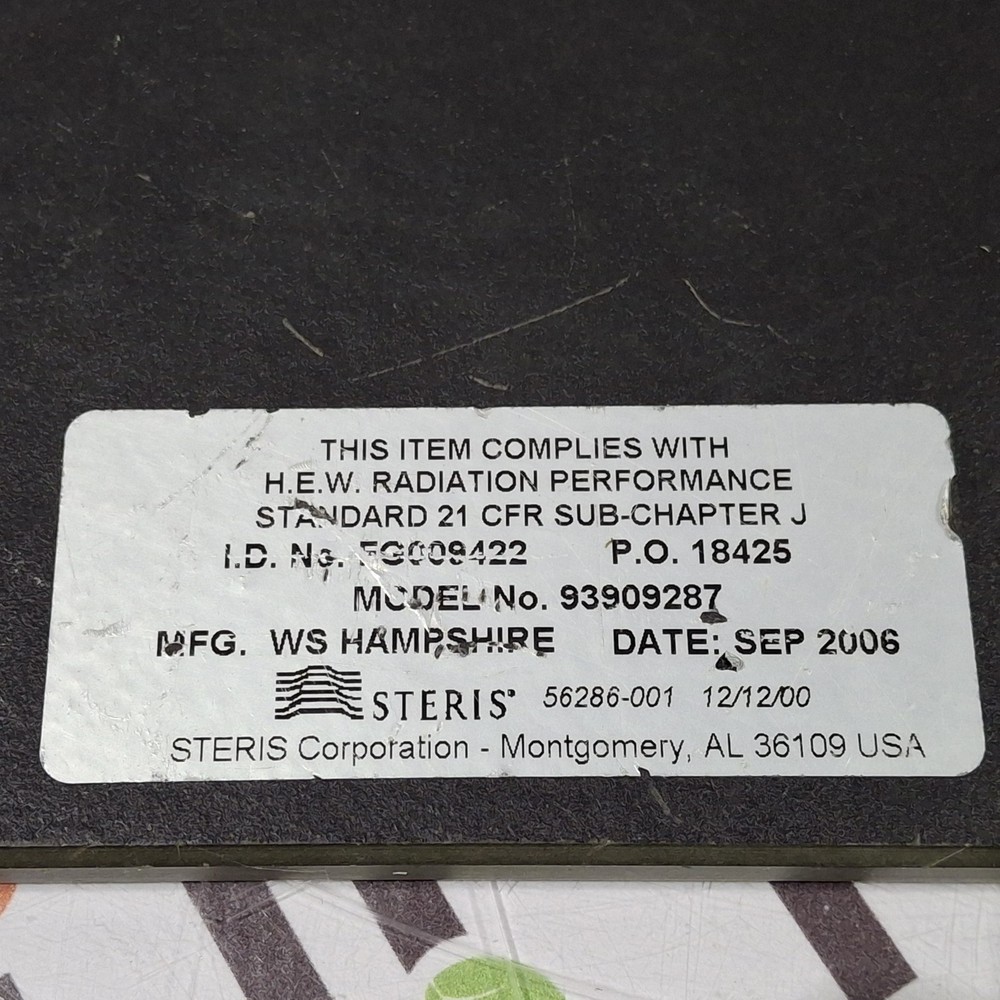 THIS ITEM COMPLIES WITH
H.E.W. RADIATION PERFORMANCE
STANDARD 21 CFR SUB-CHAPTER J
I.D. No. FG009422 P.O. 18425
MODEL No. 93909287
MFG. WS HAMPSHIRE DATE: SEP 2006
STERIS® 56286-001 12/12/00
STERIS Corporation - Montgomery, AL 36109 USA